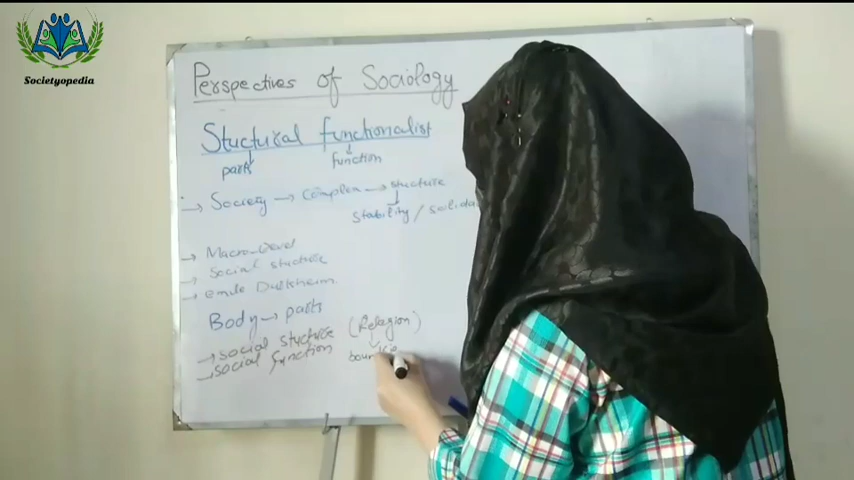 Societyopedia
Perspectives of Sociology
Stuctural functionalist
parts function
→ Society → Complex → structure
Stability / solida
→ Macro-level
→ Social structure
→ emile Durkheim.
Body → parts
→ social structure (Relegion)
→ social function